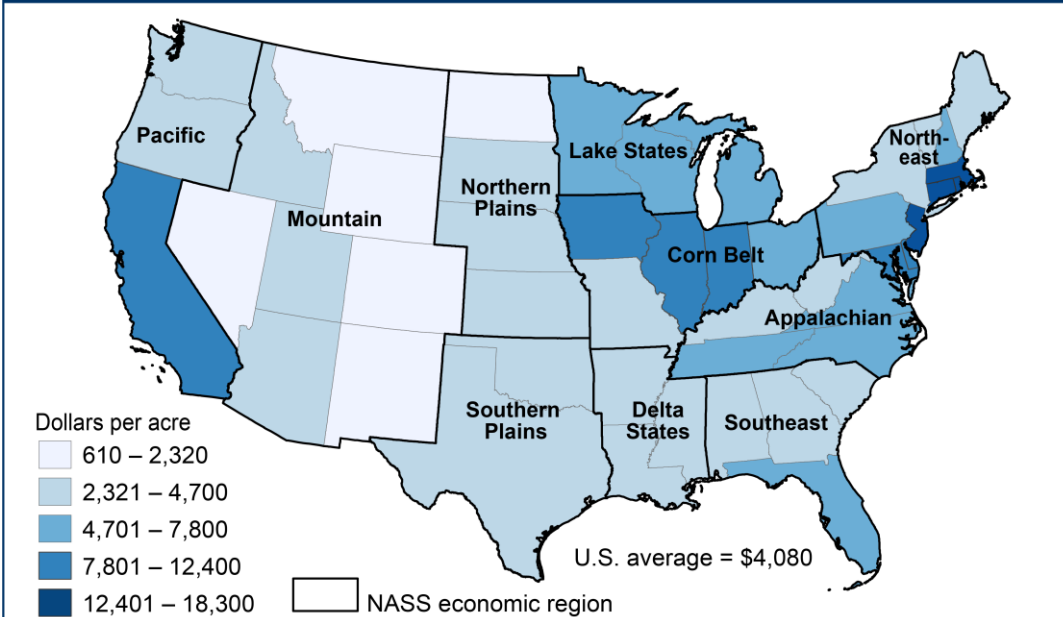 Pacific
Mountain
Northern
Plains
Lake States
Corn Belt
North-
east
Appalachian
Southern
Plains
Delta
States
Southeast
Dollars per acre
610 – 2,320
2,321 – 4,700
4,701 – 7,800
7,801 – 12,400
12,401 – 18,300
NASS economic region
U.S. average = $4,080